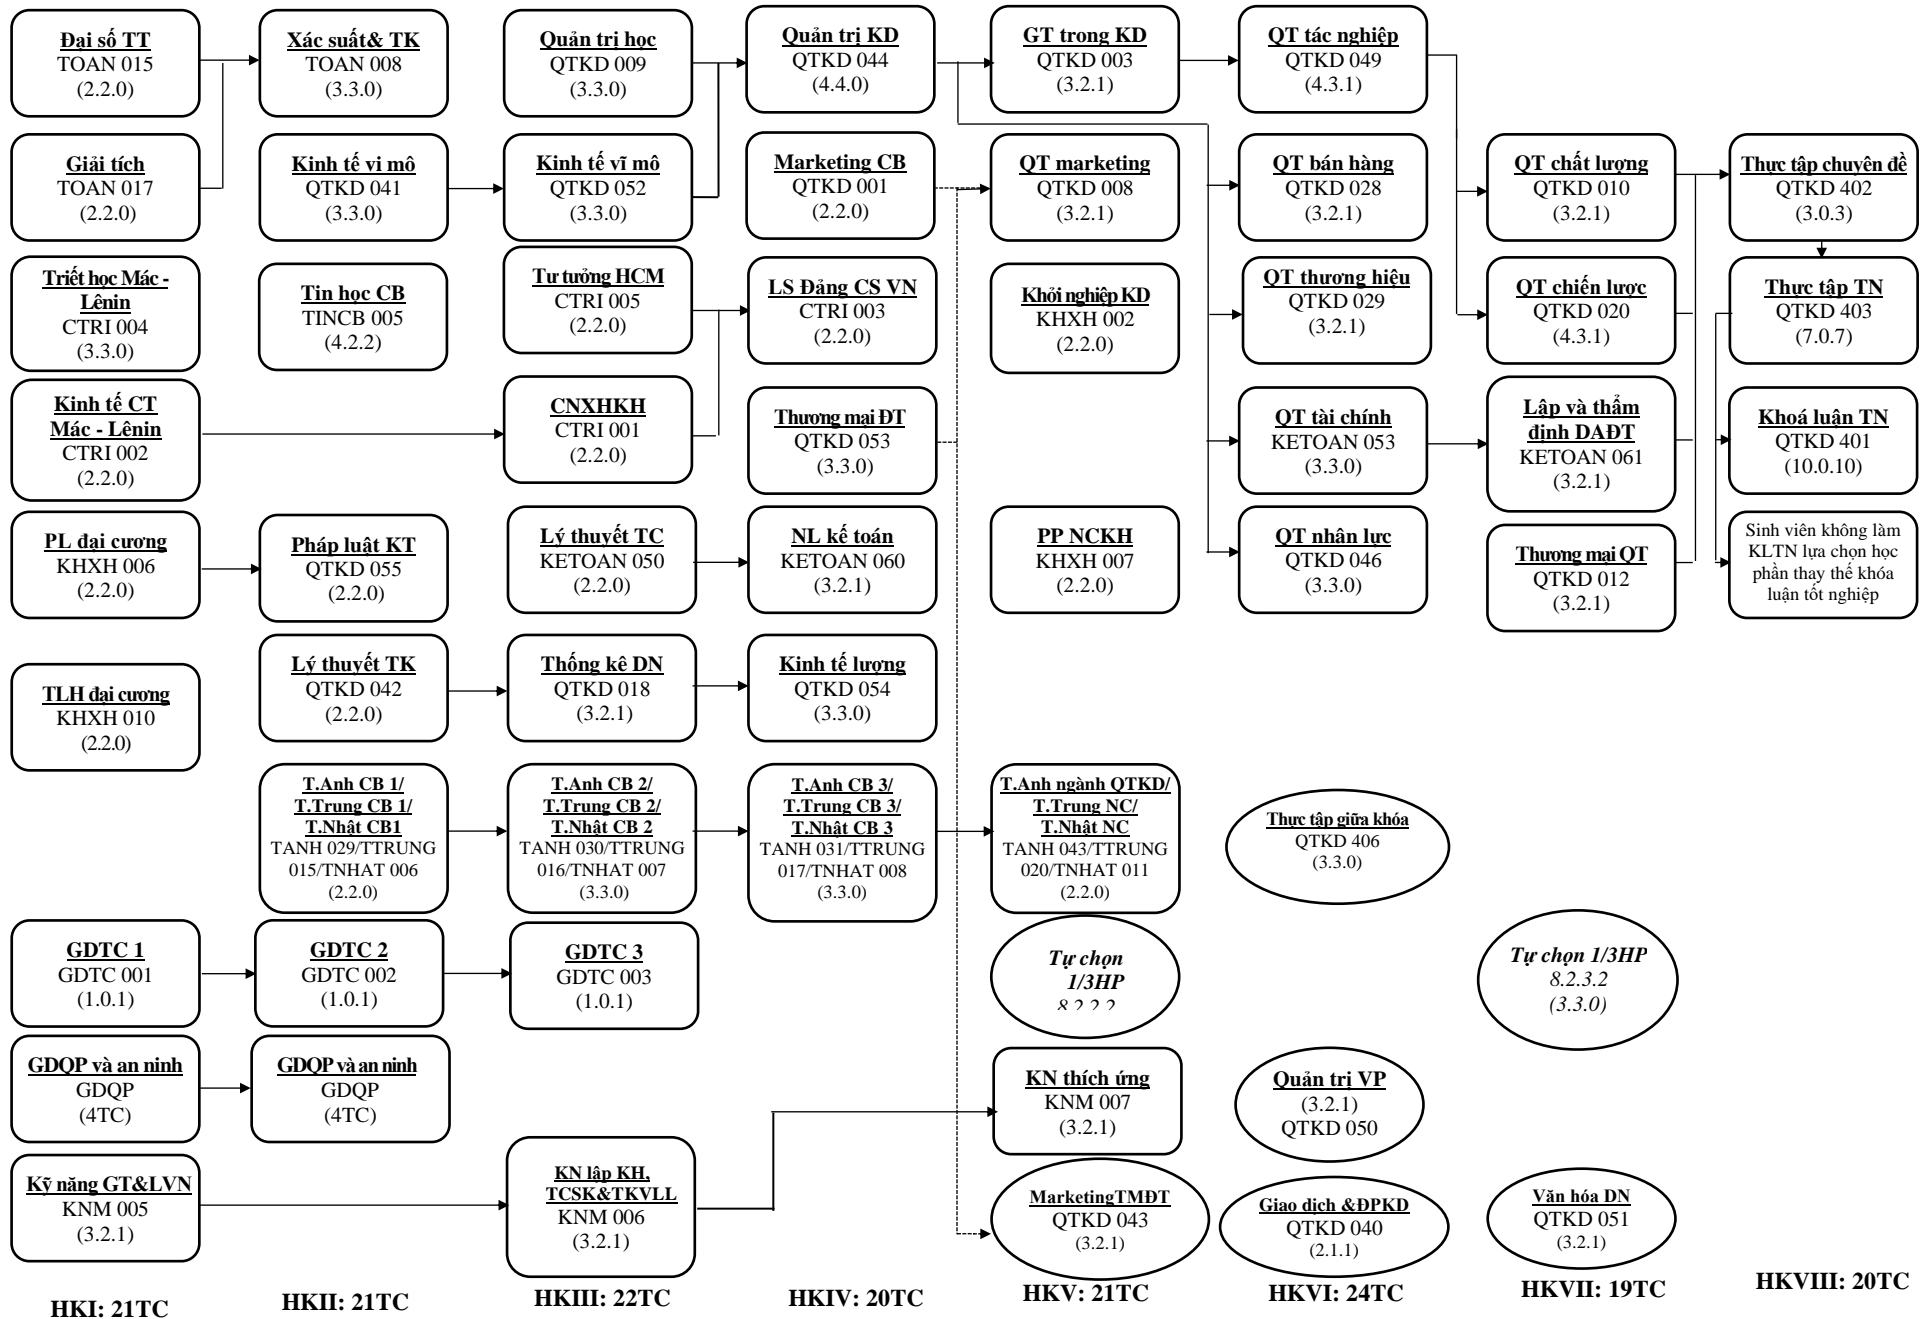 Đại số TT
TOAN 015
(2.2.0)
Giải tích
TOAN 017
(2.2.0)
Triết học Mác -
Lênin
CTRI 004
(3.3.0)
Kinh tế CT
Mác - Lênin
CTRI 002
(2.2.0)
PL đại cương
KHXH 006
(2.2.0)
TLH đại cương
KHXH 010
(2.2.0)
GDTC 1
GDTC 001
(1.0.1)
GDQP và an ninh
GDQP
(4TC)
Kỹ năng GT&LVN
KNM 005
(3.2.1)
HKI: 21TC
Xác suất& TK
TOAN 008
(3.3.0)
Kinh tế vi mô
QTKD 041
(3.3.0)
Tin học CB
TINCB 005
(4.2.2)
Pháp luật KT
QTKD 055
(2.2.0)
Lý thuyết TK
QTKD 042
(2.2.0)
T.Anh CB 1/
T.Trung CB 1/
T.Nhật CB1
TANH 029/TTRUNG
015/TNHAT 006
(2.2.0)
GDTC 2
GDTC 002
(1.0.1)
GDQP và an ninh
GDQP
(4TC)
HKII: 21TC
Quản trị học
QTKD 009
(3.3.0)
Kinh tế vĩ mô
QTKD 052
(3.3.0)
Tư tưởng HCM
CTRI 005
(2.2.0)
CNXHKH
CTRI 001
(2.2.0)
Lý thuyết TC
KETOAN 050
(2.2.0)
Thống kê DN
QTKD 018
(3.2.1)
T.Anh CB 2/
T.Trung CB 2/
T.Nhật CB 2
TANH 030/TTRUNG
016/TNHAT 007
(3.3.0)
GDTC 3
GDTC 003
(1.0.1)
KN lập KH,
TCSK&TKVLL
KNM 006
(3.2.1)
HKIII: 22TC
Quản trị KD
QTKD 044
(4.4.0)
Marketing CB
QTKD 001
(2.2.0)
LS Đảng CS VN
CTRI 003
(2.2.0)
Thương mại ĐT
QTKD 053
(3.3.0)
NL kế toán
KETOAN 060
(3.2.1)
Kinh tế lượng
QTKD 054
(3.3.0)
T.Anh CB 3/
T.Trung CB 3/
T.Nhật CB 3
TANH 031/TTRUNG
017/TNHAT 008
(3.3.0)
HKIV: 20TC
GT trong KD
QTKD 003
(3.2.1)
QT marketing
QTKD 008
(3.2.1)
Khởi nghiệp KD
KHXH 002
(2.2.0)
PP NCKH
KHXH 007
(2.2.0)
T.Anh ngành QTKD/
T.Trung NC/
T.Nhật NC
TANH 043/TTRUNG
020/TNHAT 011
(2.2.0)
Tự chọn
1/3HP
KN thích ứng
KNM 007
(3.2.1)
MarketingTMĐT
QTKD 043
(3.2.1)
HKV: 21TC
QT tác nghiệp
QTKD 049
(4.3.1)
QT bán hàng
QTKD 028
(3.2.1)
QT thương hiệu
QTKD 029
(3.2.1)
QT tài chính
KETOAN 053
(3.3.0)
QT nhân lực
QTKD 046
(3.3.0)
Thực tập giữa khóa
QTKD 406
(3.3.0)
Quản trị VP
(3.2.1)
QTKD 050
Giao dịch &ĐPKD
QTKD 040
(2.1.1)
HKVI: 24TC
QT chất lượng
QTKD 010
(3.2.1)
QT chiến lược
QTKD 020
(4.3.1)
Lập và thẩm
định DAĐT
KETOAN 061
(3.2.1)
Thương mại QT
QTKD 012
(3.2.1)
Tự chọn 1/3HP
8.2.3.2
(3.3.0)
Văn hóa DN
QTKD 051
(3.2.1)
HKVII: 19TC
Thực tập chuyên đề
QTKD 402
(3.0.3)
Thực tập TN
QTKD 403
(7.0.7)
Khoá luận TN
QTKD 401
(10.0.10)
Sinh viên không làm
KLTN lựa chọn học
phần thay thế khóa
luận tốt nghiệp
HKVIII: 20TC